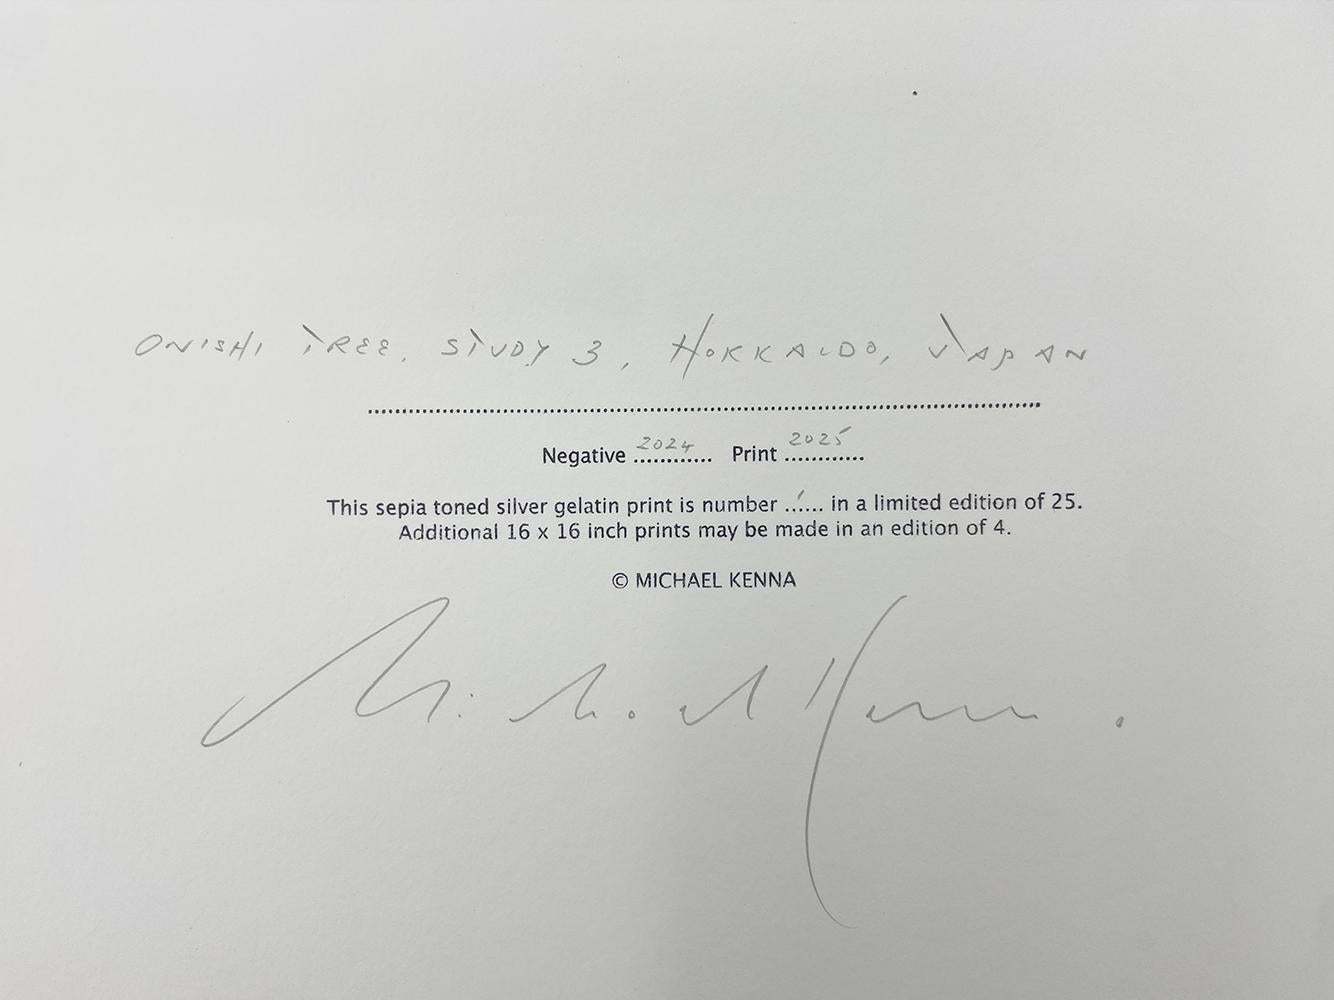 ONISHI TREE, STUDY 3, HOKKAIDO, JAPAN
Negative 2024 Print 2025
This sepia toned silver gelatin print is number 1 in a limited edition of 25.
Additional 16 x 16 inch prints may be made in an edition of 4.
© MICHAEL KENNA
Michael Kenna